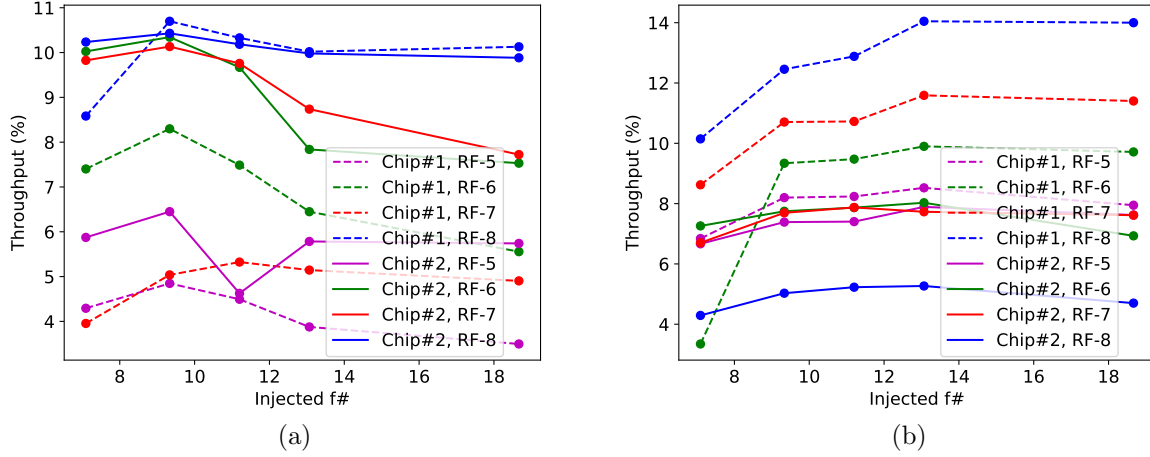 11
10
9
8
7
6
5
4
Throughput (%)
Chip#1, RF-5
Chip#1, RF-6
Chip#1, RF-7
Chip#1, RF-8
Chip#2, RF-5
Chip#2, RF-6
Chip#2, RF-7
Chip#2, RF-8
8 10 12 14 16 18
Injected f#
(a)
14
12
10
8
6
4
Throughput (%)
Chip#1, RF-5
Chip#1, RF-6
Chip#1, RF-7
Chip#1, RF-8
Chip#2, RF-5
Chip#2, RF-6
Chip#2, RF-7
Chip#2, RF-8
8 10 12 14 16 18
Injected f#
(b)